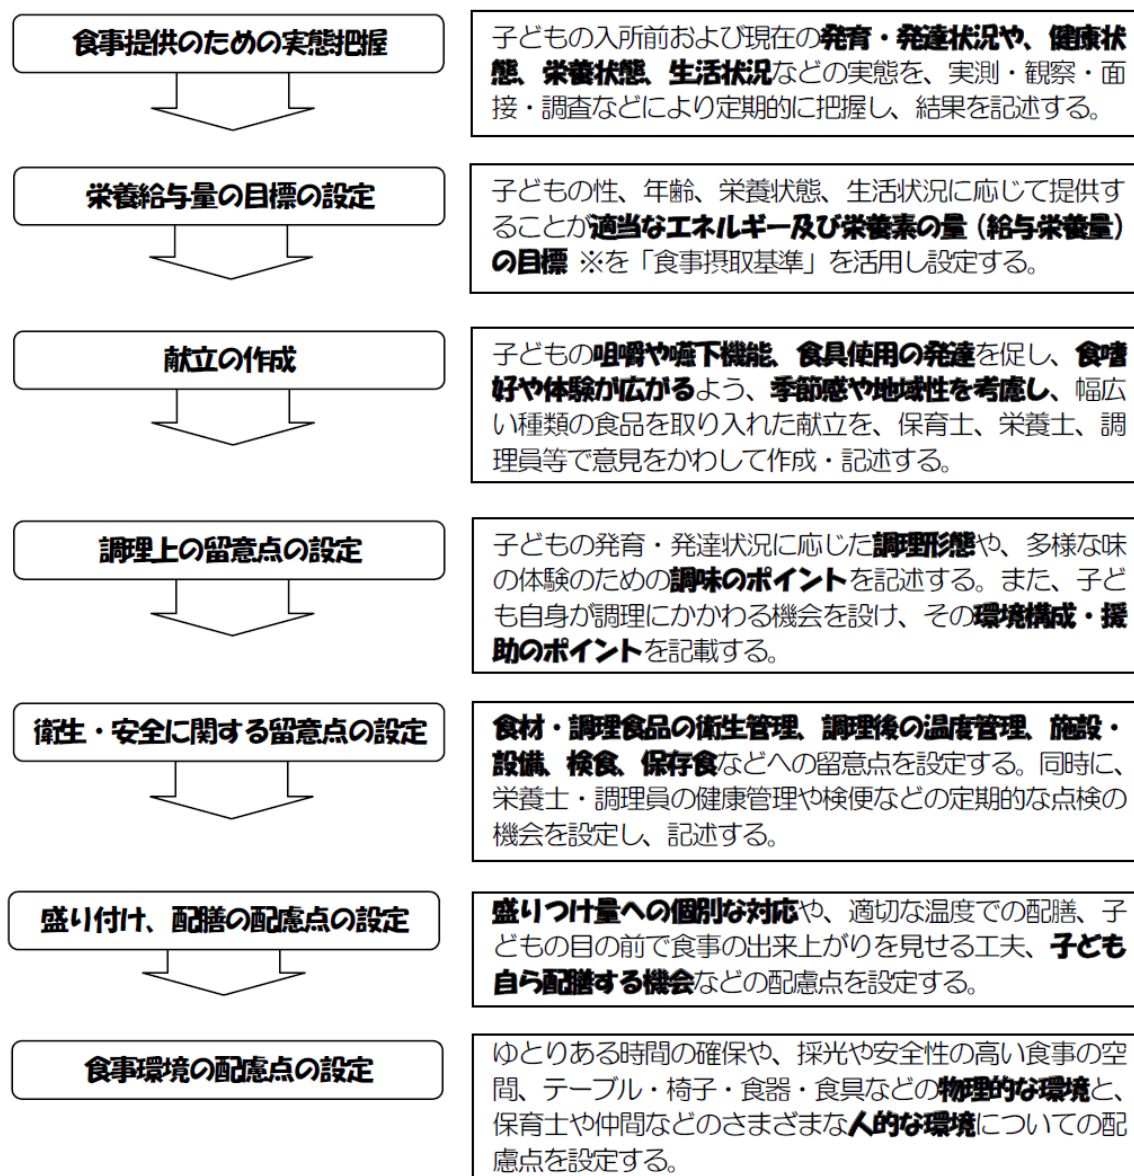 食事提供のための実態把握
子どもの入所前および現在の発育・発達状況や、健康状
態、栄養状態、生活状況などの実態を、実測・観察・面
接・調査などにより定期的に把握し、結果を記述する。
栄養給与量の目標の設定
子どもの性、年齢、栄養状態、生活状況に応じて提供す
ることが適当なエネルギー及び栄養素の量（給与栄養量）
の目標 ※を「食事摂取基準」を活用し設定する。
献立の作成
子どもの咀嚼や嚥下機能、食具使用の発達を促し、食嗜
好や体験が広がるよう、季節感や地域性を考慮し、幅広
い種類の食品を取り入れた献立を、保育士、栄養士、調
理員等で意見をかわして作成・記述する。
調理上の留意点の設定
子どもの発育・発達状況に応じた調理形態や、多様な味
の体験のための調味のポイントを記述する。また、子ど
も自身が調理にかかわる機会を設け、その環境構成・援
助のポイントを記載する。
衛生・安全に関する留意点の設定
食材・調理食品の衛生管理、調理後の温度管理、施設・
設備、検食、保存食などへの留意点を設定する。同時に、
栄養士・調理員の健康管理や検便などの定期的な点検の
機会を設定し、記述する。
盛り付け、配膳の配慮点の設定
盛りつけ量への個別な対応や、適切な温度での配膳、子
どもの目の前で食事の出来上がりを見せる工夫、子ども
自ら配膳する機会などの配慮点を設定する。
食事環境の配慮点の設定
ゆとりある時間の確保や、採光や安全性の高い食事の空
間、テーブル・椅子・食器・食具などの物理的な環境と、
保育士や仲間などのさまざまな人的な環境についての配
慮点を設定する。